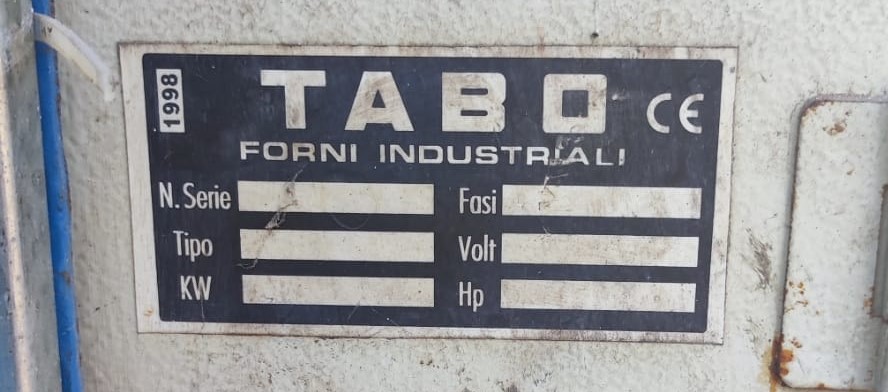 1998
TABO
CE
FORNI INDUSTRIALI
N. Serie
Fasi
Tipo
Volt
KW
Hp